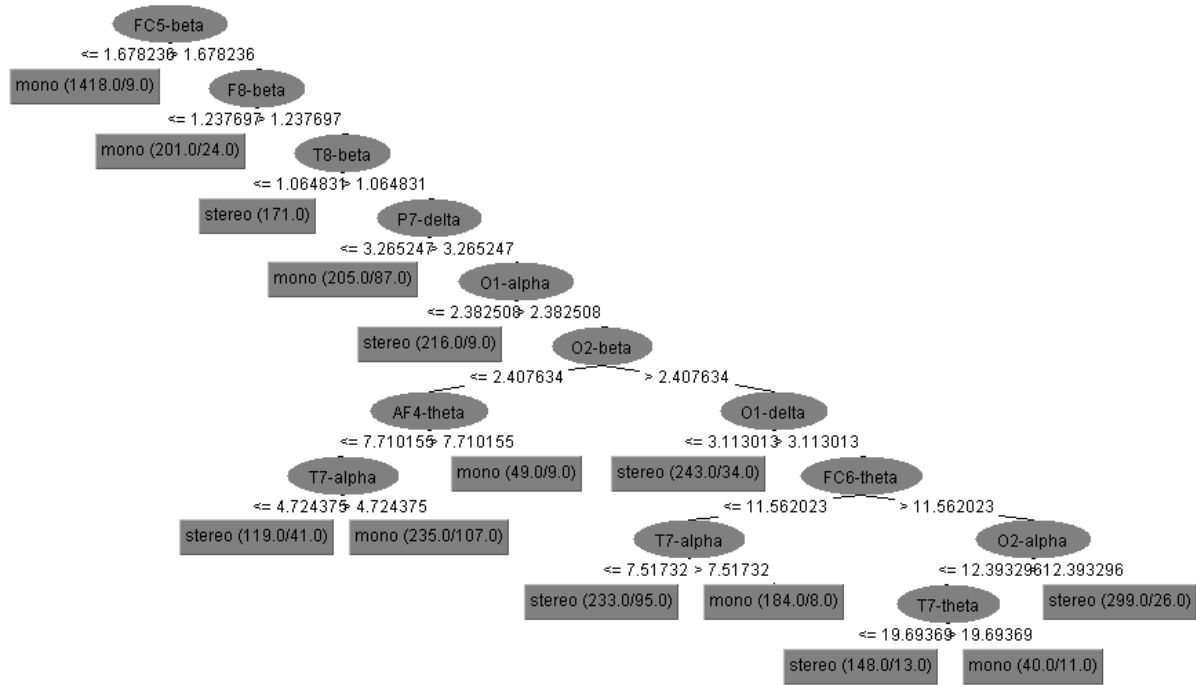 FC5-beta
<= 1.678236 > 1.678236
mono (1418.0/9.0)
F8-beta
<= 1.237697 > 1.237697
mono (201.0/24.0)
T8-beta
<= 1.064831 > 1.064831
stereo (171.0)
P7-delta
<= 3.265247 > 3.265247
mono (205.0/87.0)
O1-alpha
<= 2.382508 > 2.382508
stereo (216.0/9.0)
O2-beta
<= 2.407634 > 2.407634
AF4-theta O1-delta
<= 7.710155 > 7.710155 <= 3.113013 > 3.113013
T7-alpha mono (49.0/9.0) stereo (243.0/34.0) FC6-theta
<= 4.724375 > 4.724375 <= 11.562023 > 11.562023
stereo (119.0/41.0) mono (235.0/107.0) T7-alpha O2-alpha
<= 7.51732 > 7.51732 <= 12.393296 > 12.393296
stereo (233.0/95.0) mono (184.0/8.0) T7-theta stereo (299.0/26.0)
<= 19.69369 > 19.69369
stereo (148.0/13.0) mono (40.0/11.0)